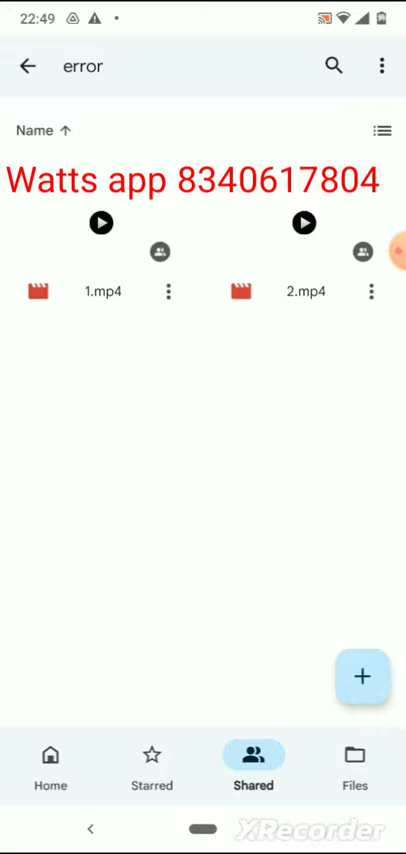 22:49
error
Name
Watts app 8340617804
1.mp4
2.mp4
Home
Starred
Shared
Files
XRecorder